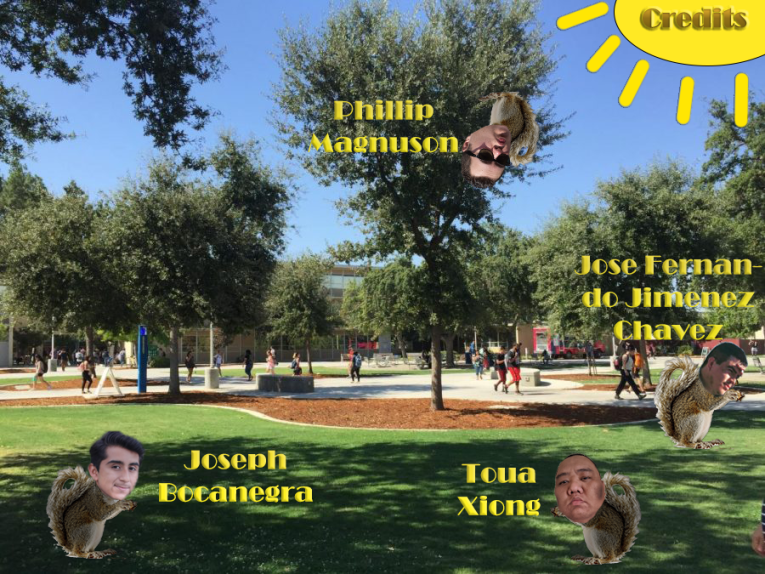 Credits
Phillip
Magnuson
Jose Fernan-
do Jimenez
Chavez
Joseph
Bocanegra
Toua
Xiong